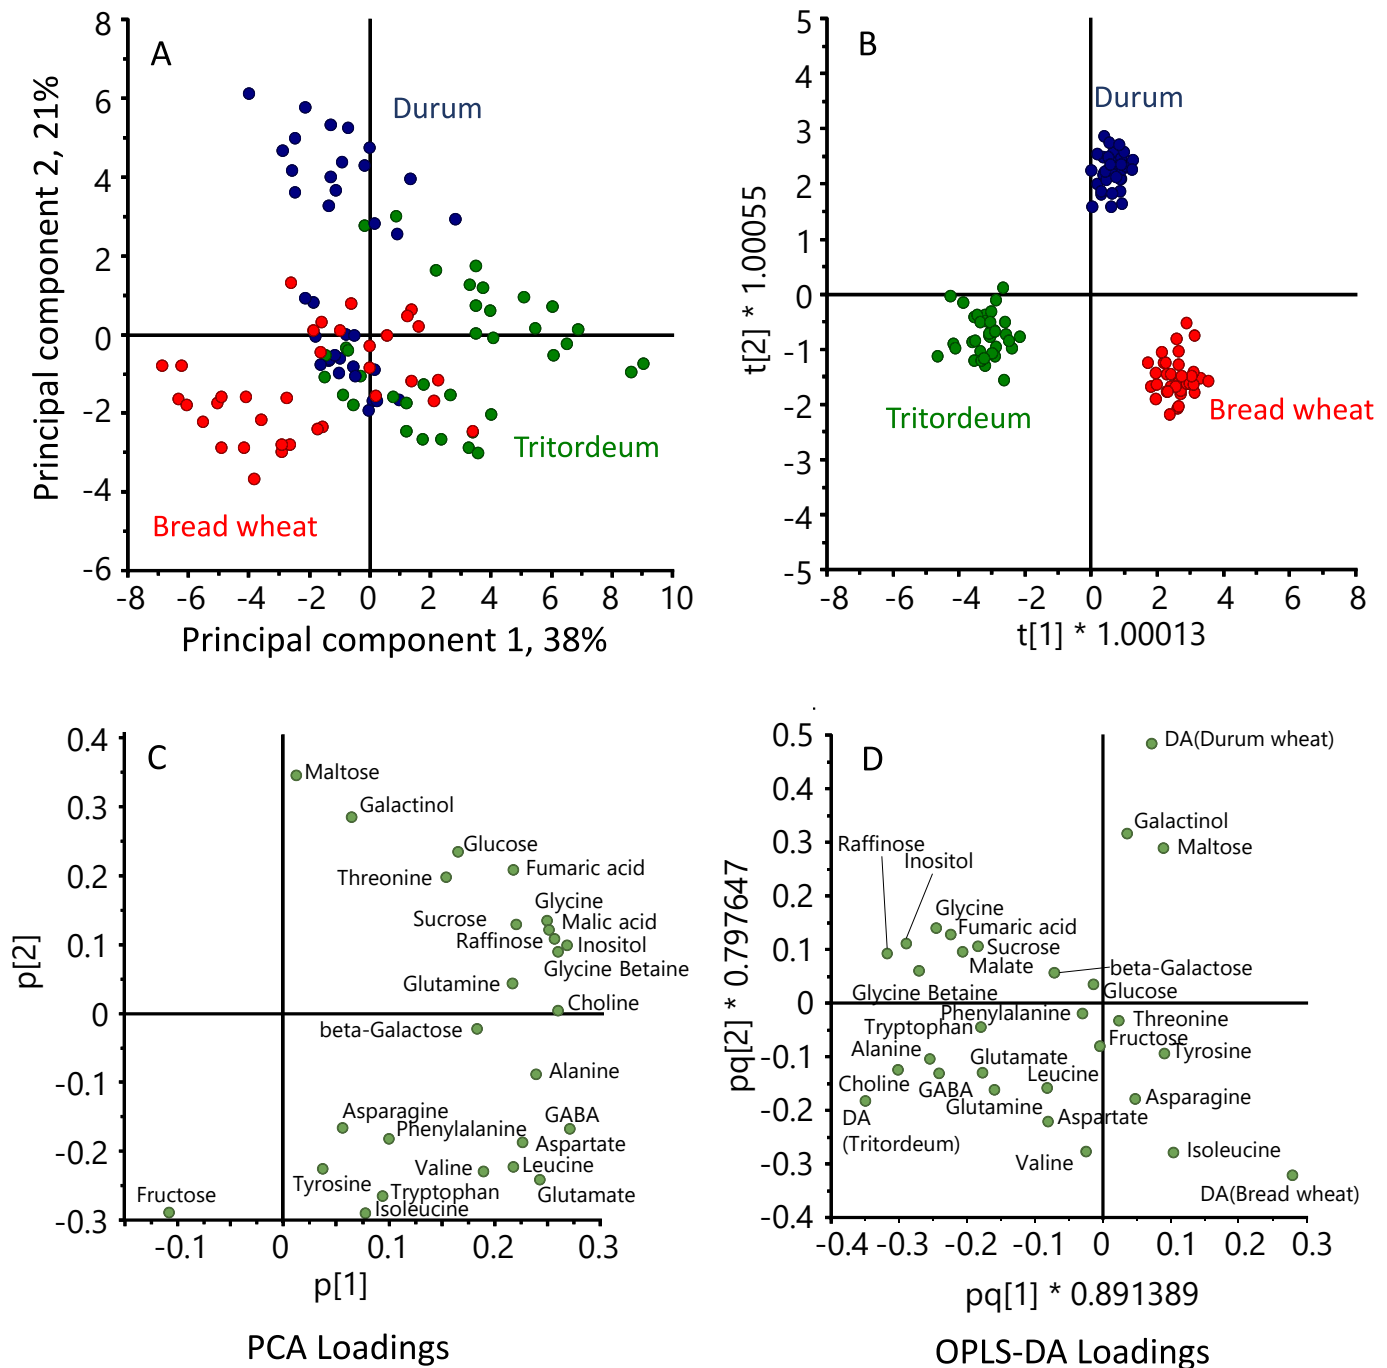 A
Durum
Tritordeum
Bread wheat
8
6
4
2
0
-2
-4
-6
-8
-6
-4
-2
0
2
4
6
8
10
Principal component 2, 21%
Principal component 1, 38%
B
Durum
Tritordeum
Bread wheat
5
4
3
2
1
0
-1
-2
-3
-4
-5
-8
-6
-4
-2
0
2
4
6
8
t[2] * 1.00055
t[1] * 1.00013
C
Maltose
Galactinol
Glucose
Threonine
Fumaric acid
Glycine
Sucrose
Malic acid
Raffinose
Inositol
Glycine Betaine
Glutamine
Choline
beta-Galactose
Alanine
Asparagine
GABA
Phenylalanine
Aspartate
Valine
Leucine
Tyrosine
Tryptophan
Glutamate
Fructose
Isoleucine
0.4
0.3
0.2
0.1
0
-0.1
-0.2
-0.3
-0.1
0
0.1
0.2
0.3
p[2]
p[1]
PCA Loadings
D
DA(Durum wheat)
Galactinol
Maltose
Raffinose
Inositol
Glycine
Fumaric acid
Sucrose
Malate
beta-Galactose
Glycine Betaine
Glucose
Phenylalanine
Threonine
Tryptophan
Fructose
Tyrosine
Alanine
Glutamate
Leucine
Choline
GABA
Asparagine
Glutamine
Aspartate
DA
(Tritordeum)
Valine
Isoleucine
DA(Bread wheat)
0.5
0.4
0.3
0.2
0.1
0
-0.1
-0.2
-0.3
-0.4
-0.4
-0.3
-0.2
-0.1
0
0.1
0.2
0.3
pq[2] * 0.797647
pq[1] * 0.891389
OPLS-DA Loadings